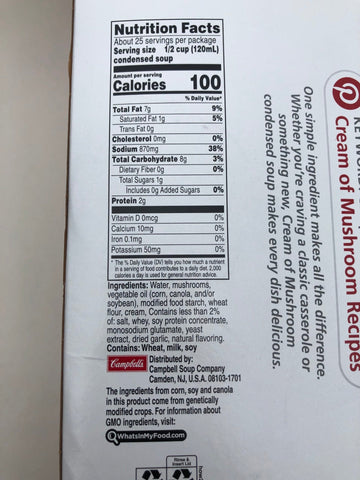 Nutrition Facts
About 25 servings per package
Serving size 1/2 cup (120mL)
condensed soup
Amount per serving
Calories 100
% Daily Value*
Total Fat 7g 9%
Saturated Fat 1g 5%
Trans Fat 0g
Cholesterol 0mg 0%
Sodium 870mg 38%
Total Carbohydrate 8g 3%
Dietary Fiber 0g 0%
Total Sugars 1g
Includes 0g Added Sugars 0%
Protein 2g
Vitamin D 0mcg 0%
Calcium 10mg 0%
Iron 0.1mg 0%
Potassium 50mg 0%
* The % Daily Value (DV) tells you how much a nutrient
in a serving of food contributes to a daily diet. 2,000
calories a day is used for general nutrition advice.
Ingredients: Water, mushrooms,
vegetable oil (corn, canola, and/or
soybean), modified food starch, wheat
flour, cream, Contains less than 2%
of: salt, whey, soy protein concentrate,
monosodium glutamate, yeast
extract, dried garlic, natural flavoring.
Contains: Wheat, milk, soy
Campbell's
Distributed by:
Campbell Soup Company
Camden, NJ, U.S.A. 08103-1701
The ingredients from corn, soy and canola
in this product come from genetically
modified crops. For information about
GMO ingredients, visit:
WhatsInMyFood.com
Rinse &
Insert Lid
Cream of Mushroom Recipes
One simple ingredient makes all the difference.
Whether you're craving a classic casserole or
something new, Cream of Mushroom
condensed soup makes every dish delicious.